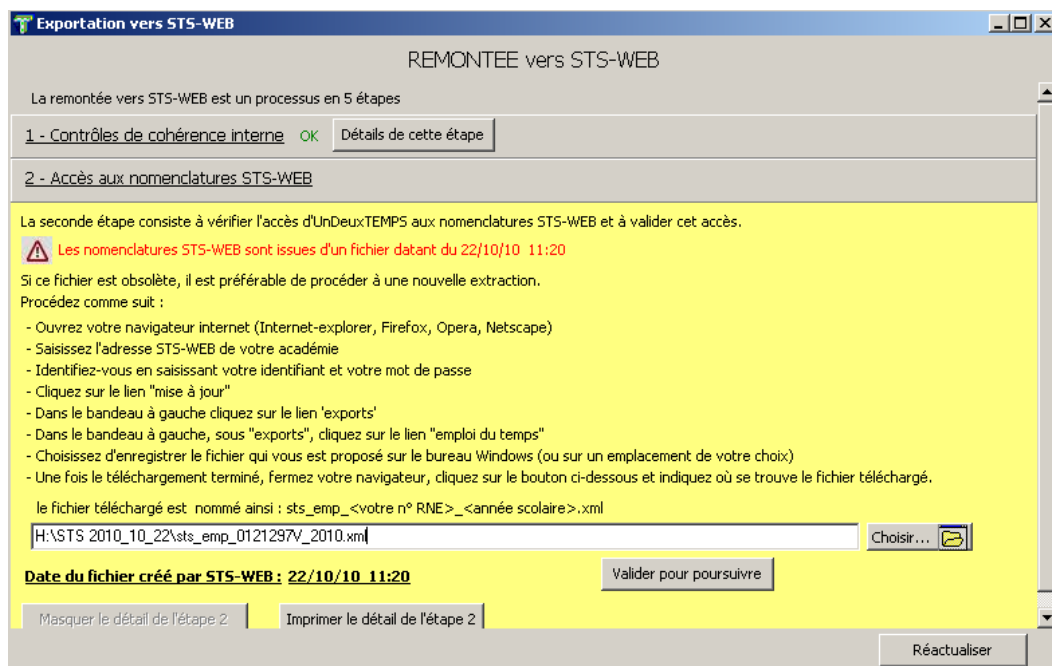 Exportation vers STS-WEB
REMONTEE vers STS-WEB
La remontée vers STS-WEB est un processus en 5 étapes
1 - Contrôles de cohérence interne OK Détails de cette étape
2 - Accès aux nomenclatures STS-WEB
La seconde étape consiste à vérifier l'accès d'UnDeuxTEMPS aux nomenclatures STS-WEB et à valider cet accès.
Les nomenclatures STS-WEB sont issues d'un fichier datant du 22/10/10 11:20
Si ce fichier est obsolète, il est préférable de procéder à une nouvelle extraction.
Procédez comme suit :
- Ouvrez votre navigateur internet (Internet-explorer, Firefox, Opera, Netscape)
- Saisissez l'adresse STS-WEB de votre académie
- Identifiez-vous en saisissant votre identifiant et votre mot de passe
- Cliquez sur le lien "mise à jour"
- Dans le bandeau à gauche cliquez sur le lien 'exports'
- Dans le bandeau à gauche, sous "exports", cliquez sur le lien "emploi du temps"
- Choisissez d'enregistrer le fichier qui vous est proposé sur le bureau Windows (ou sur un emplacement de votre choix)
- Une fois le téléchargement terminé, fermez votre navigateur, cliquez sur le bouton ci-dessous et indiquez où se trouve le fichier téléchargé.
le fichier téléchargé est nommé ainsi : sts_emp_<votre n° RNE>_<année scolaire>.xml
H:\STS 2010_10_22\sts_emp_0121297V_2010.xml Choisir...
Date du fichier créé par STS-WEB : 22/10/10 11:20 Valider pour poursuivre
Masquer le détail de l'étape 2 Imprimer le détail de l'étape 2
Réactualiser